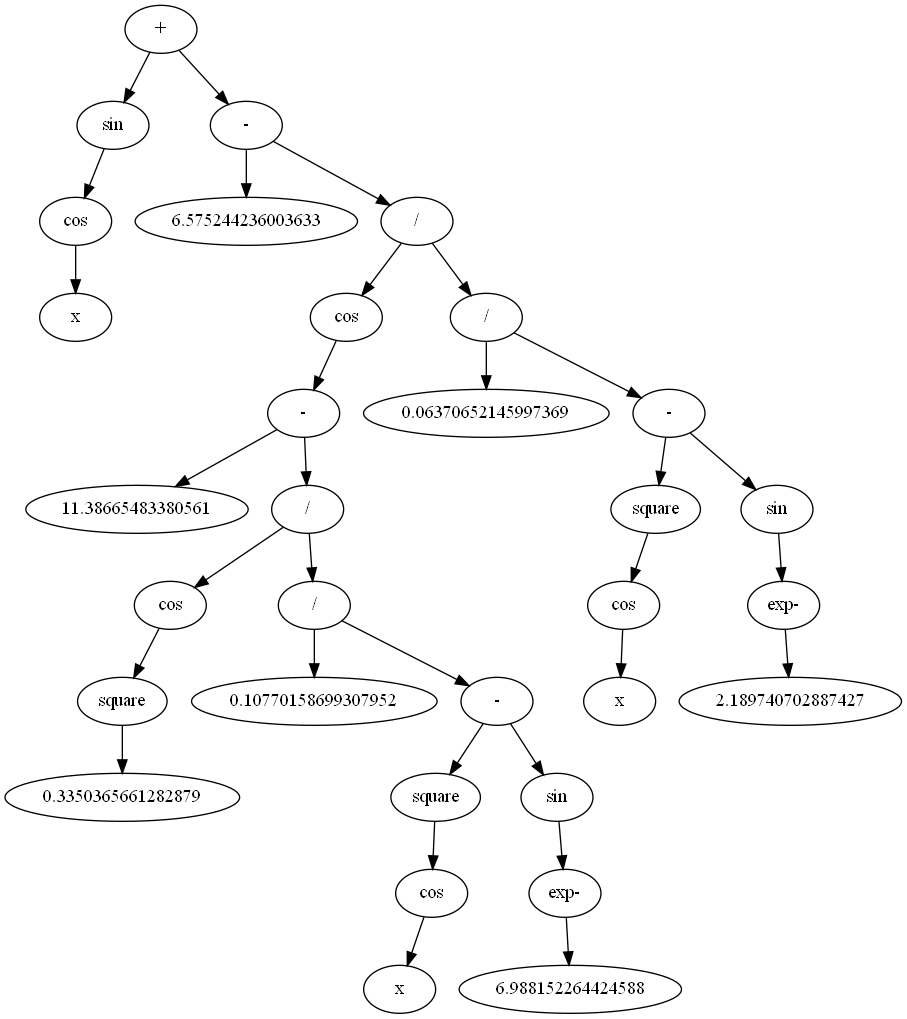 +
sin
-
cos
6.575244236003633
/
x
cos
/
-
0.06370652145997369
-
11.38665483380561
/
square
sin
cos
/
cos
exp-
square
0.10770158699307952
-
x
2.189740702887427
0.3350365661282879
square
sin
cos
exp-
x
6.988152264424588